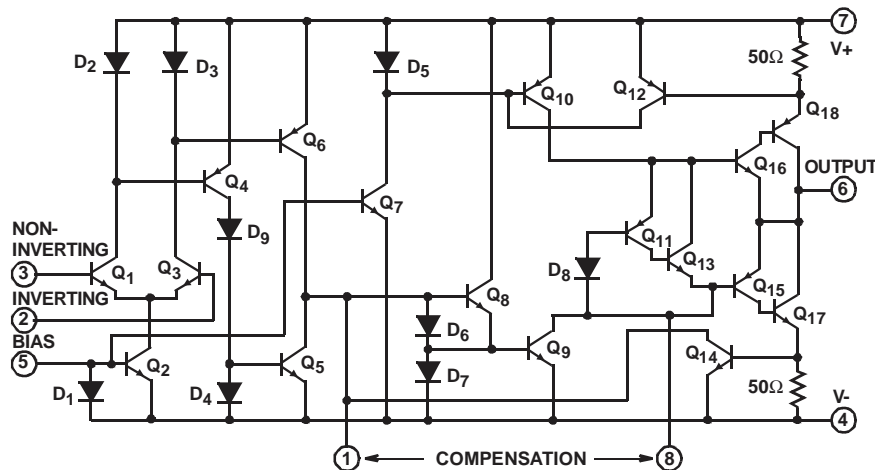 7
V+
D2
D3
D5
50Ω
Q10
Q12
Q18
Q6
Q16
OUTPUT
6
Q4
Q7
D9
NON-
INVERTING
3
Q1
Q3
Q11
D8
Q13
INVERTING
2
Q15
Q8
Q17
BIAS
5
D6
Q2
Q5
Q9
Q14
D1
D4
D7
50Ω
V-
4
1 COMPENSATION 8